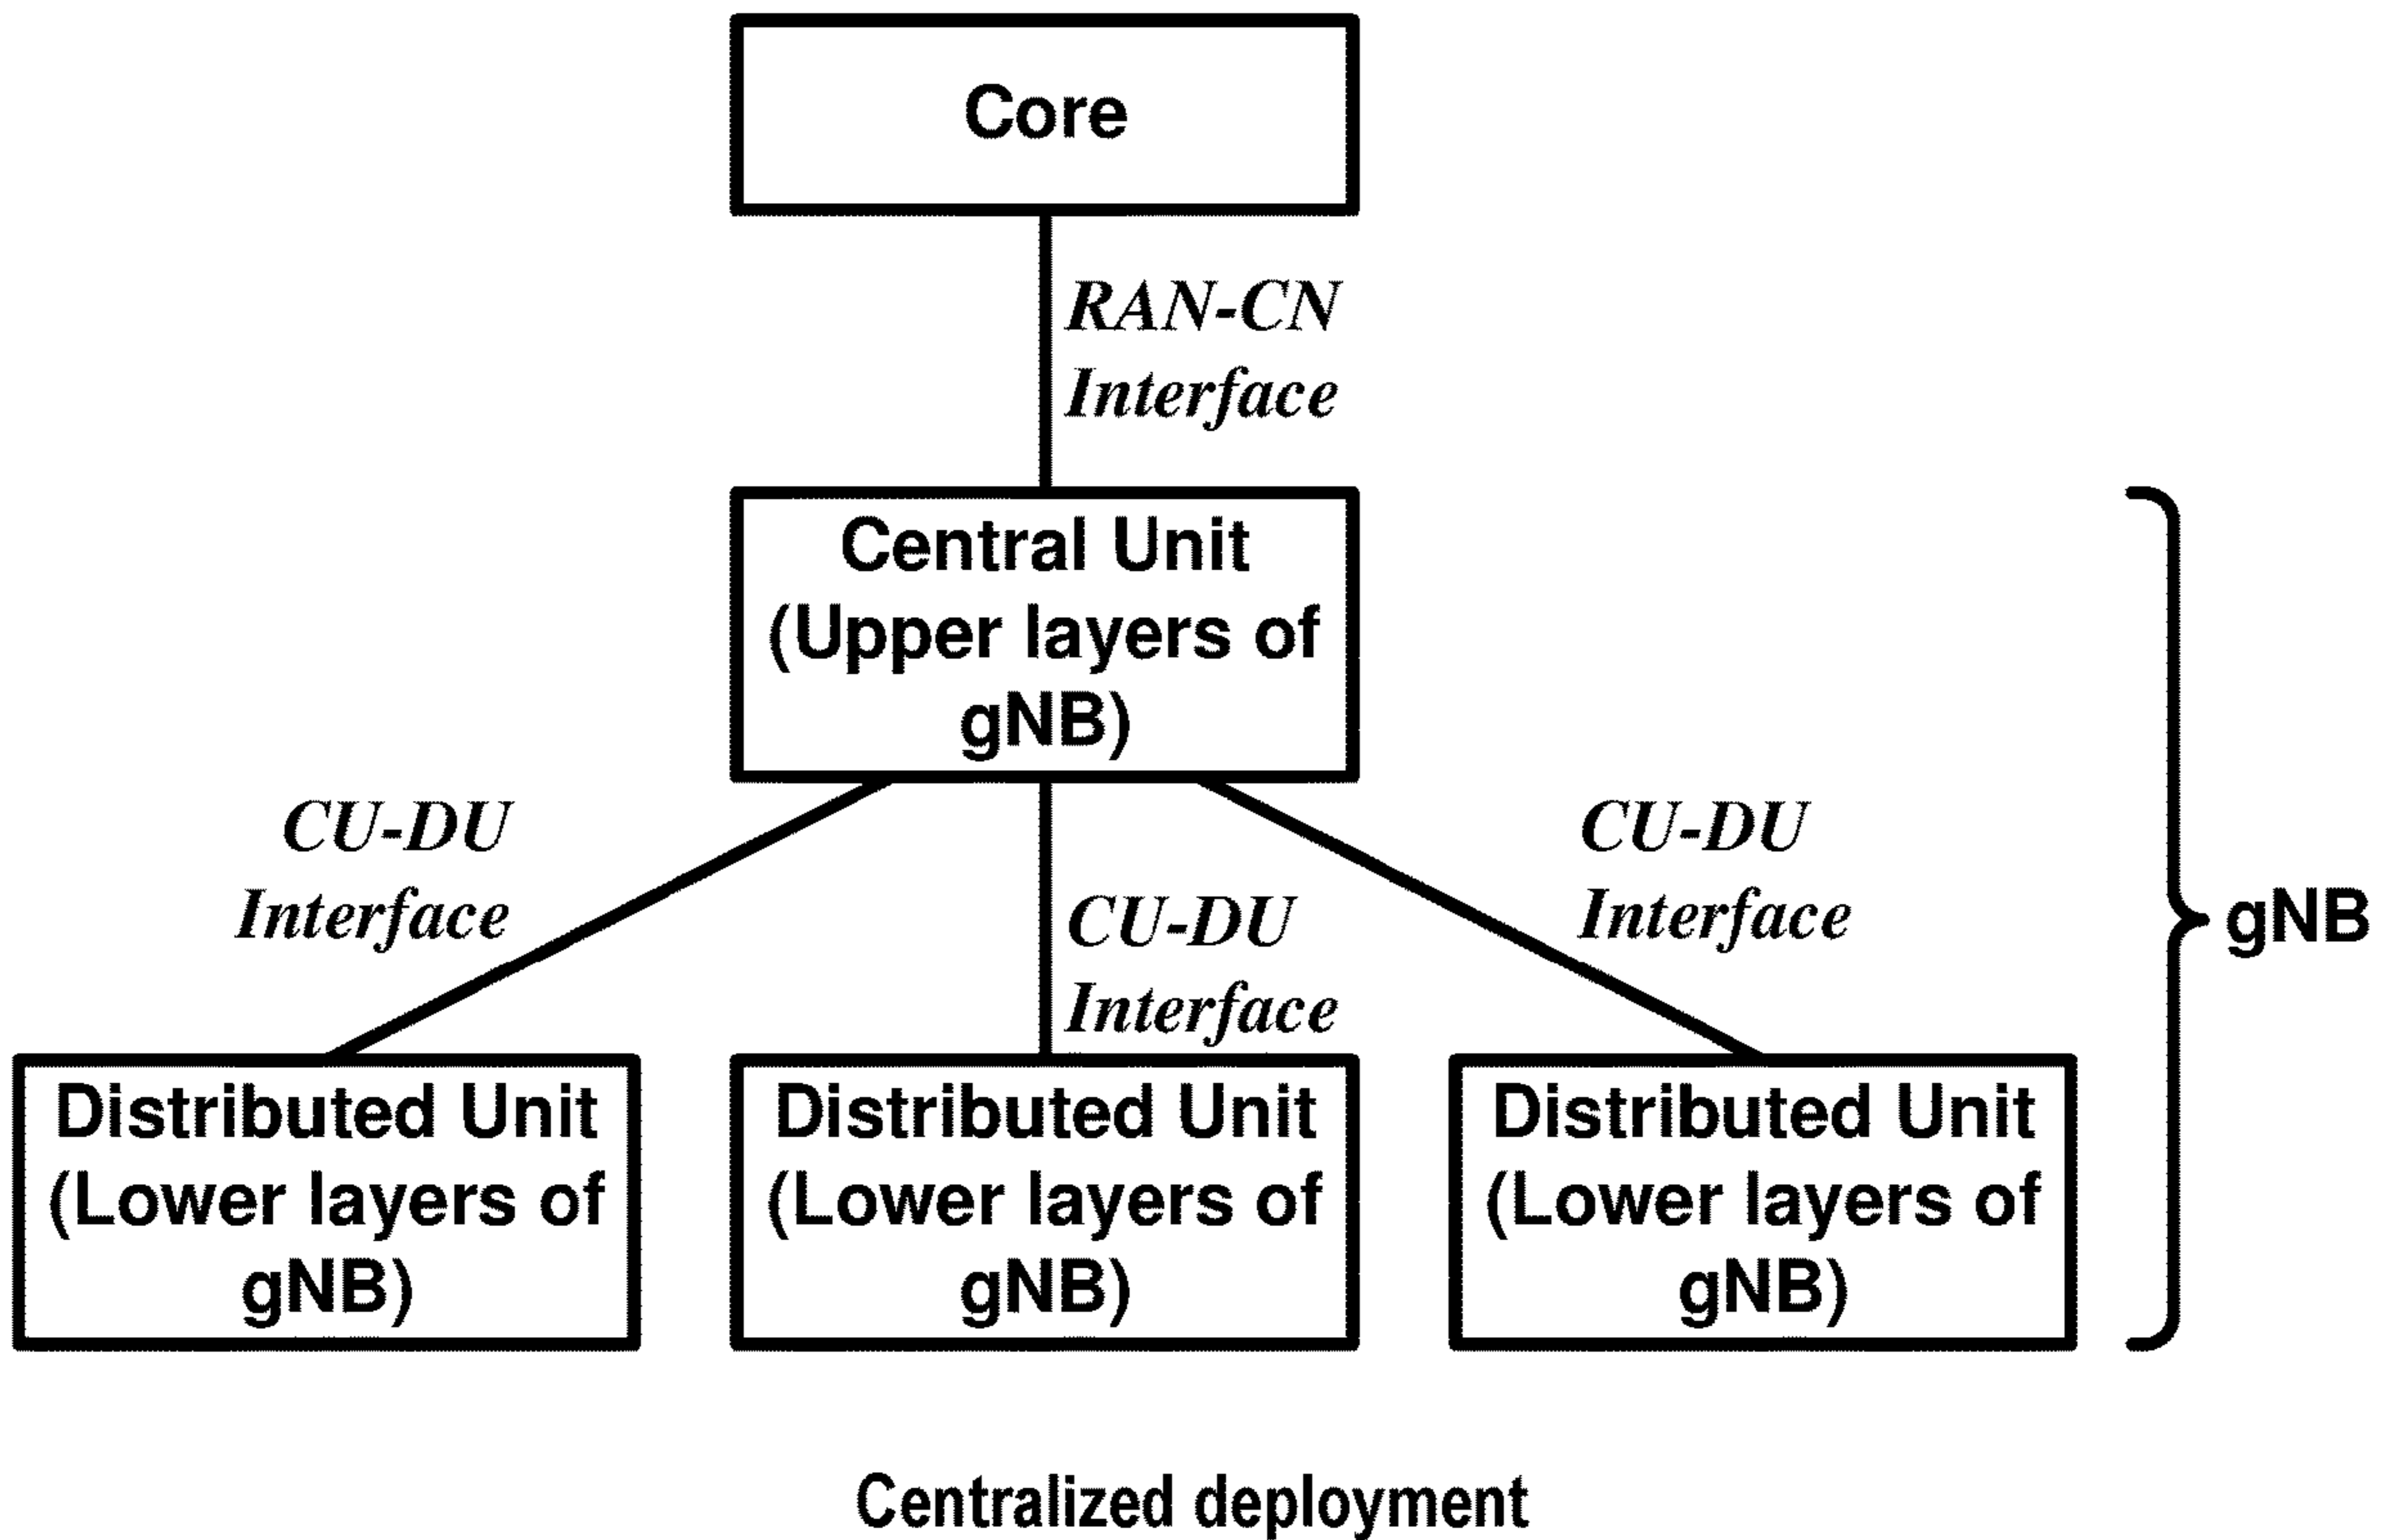 Core
RAN-CN
Interface
Central Unit
(Upper layers of
gNB)
CU-DU
Interface
CU-DU
Interface
CU-DU
Interface
gNB
Distributed Unit
(Lower layers of
gNB)
Distributed Unit
(Lower layers of
gNB)
Distributed Unit
(Lower layers of
gNB)
Centralized deployment